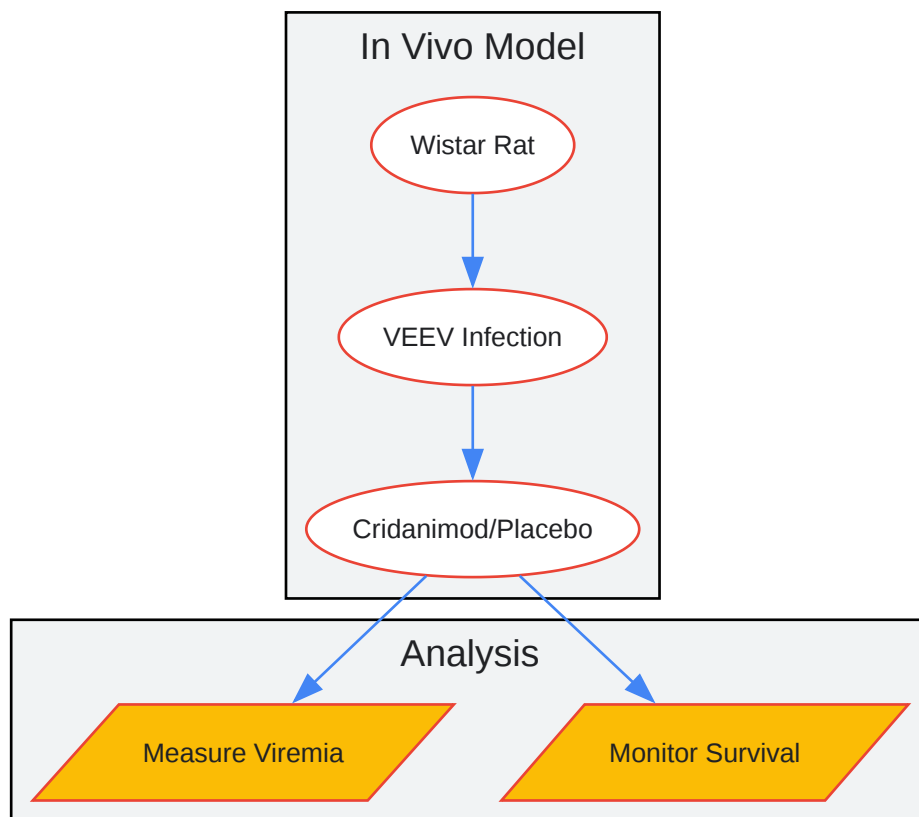 In Vivo Model
Wistar Rat
VEEV Infection
Cridanimod/Placebo
Analysis
Measure Viremia
Monitor Survival